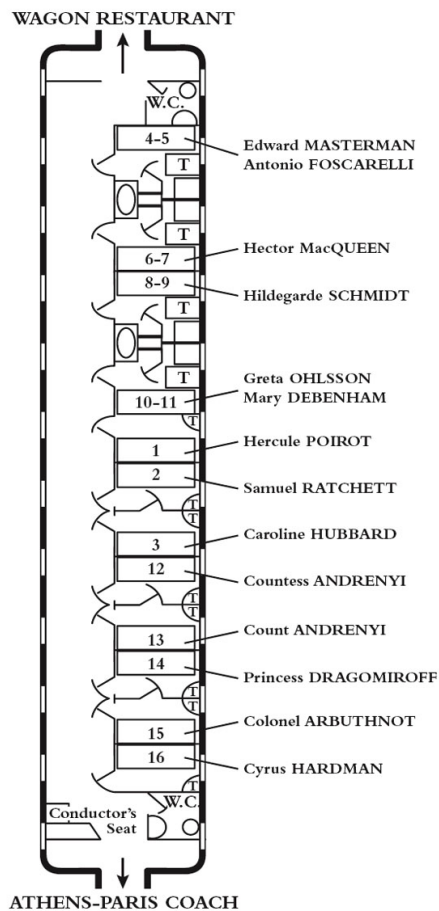 WAGON RESTAURANT
W.C.
4-5
Edward MASTERMAN
Antonio FOSCARELLI
T
T
6-7
Hector MacQUEEN
8-9
Hildegarde SCHMIDT
T
T
Greta OHLSSON
10-11
Mary DEBENHAM
T
1
Hercule POIROT
2
Samuel RATCHETT
T
T
3
Caroline HUBBARD
12
Countess ANDRENYI
T
T
13
Count ANDRENYI
14
Princess DRAGOMIROFF
T
T
15
Colonel ARBUTHNOT
16
Cyrus HARDMAN
T
W.C.
Conductor's
Seat
ATHENS-PARIS COACH